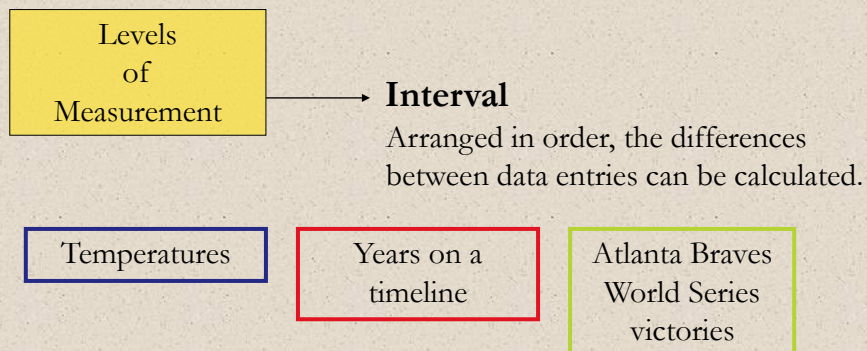 Levels
of
Measurement
Interval
Arranged in order, the differences
between data entries can be calculated.
Temperatures
Years on a
timeline
Atlanta Braves
World Series
victories